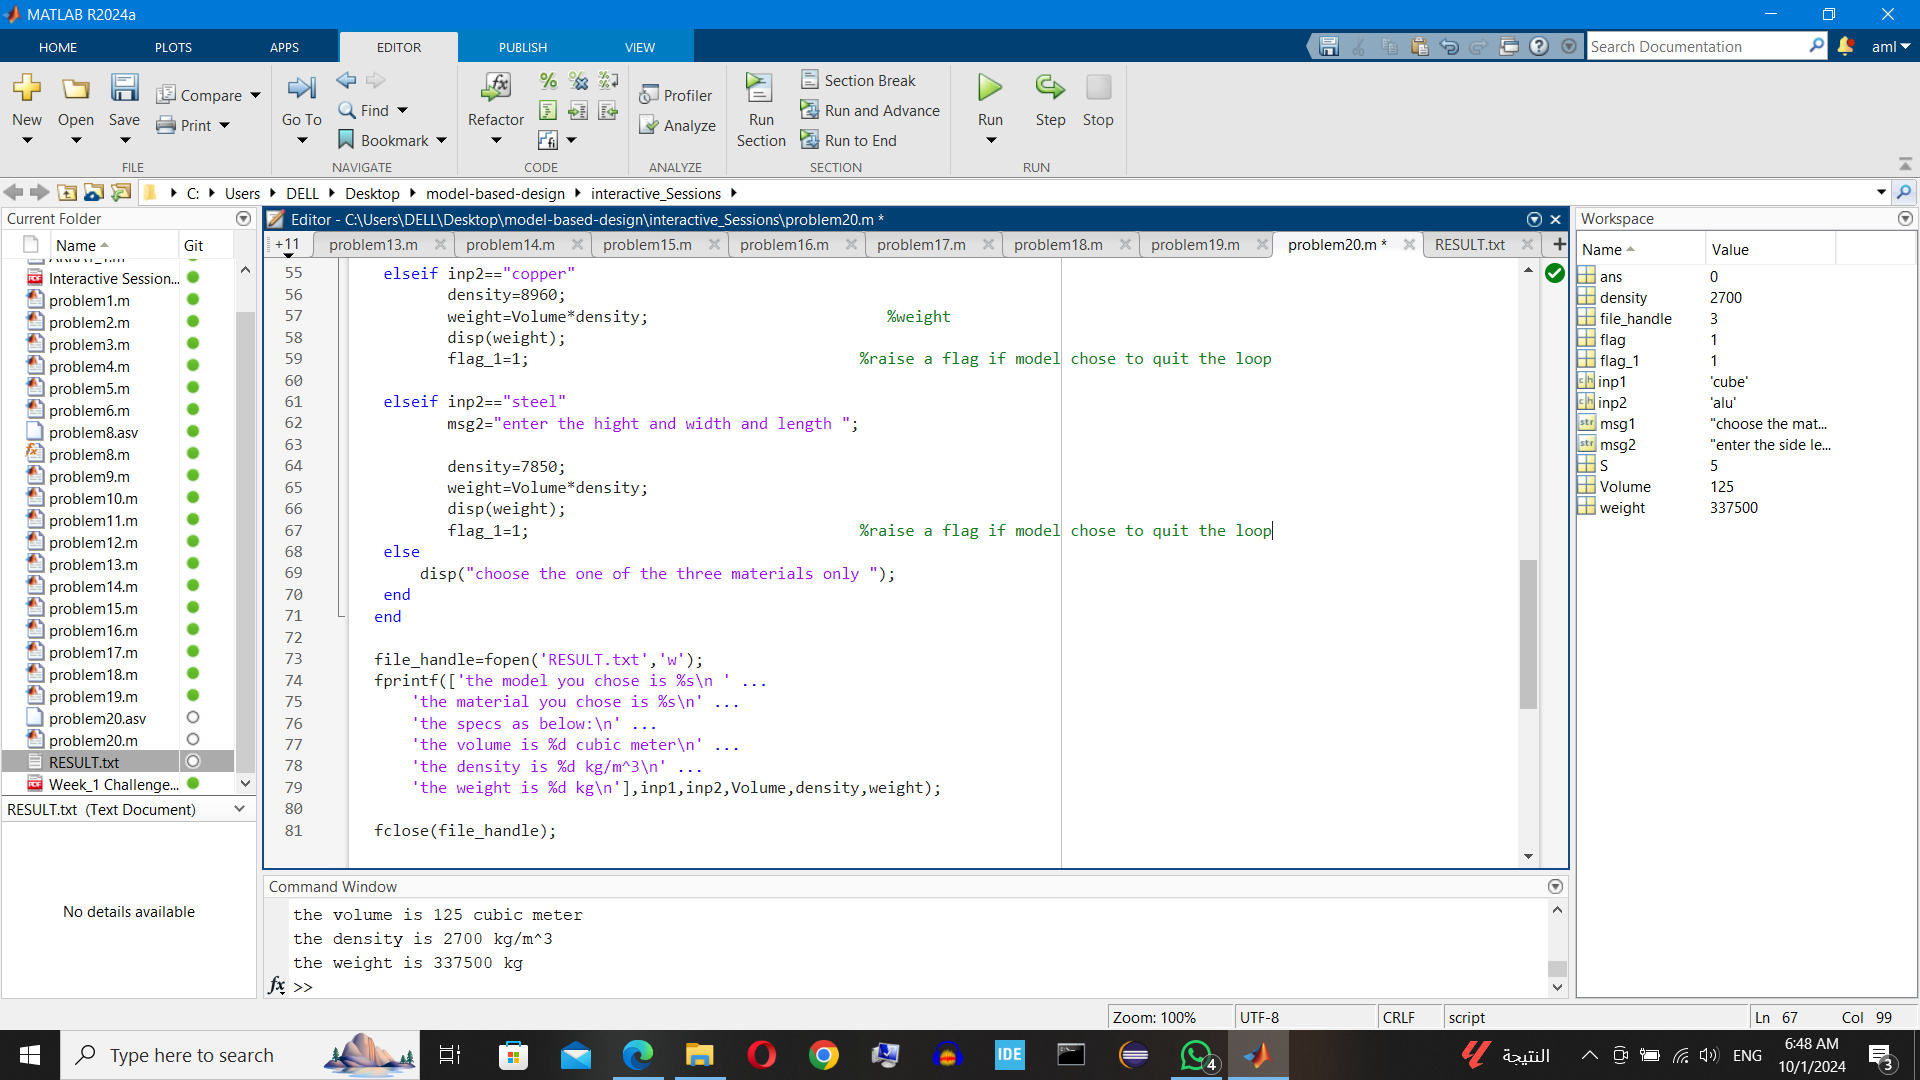 MATLAB R2024a
HOME PLOTS APPS EDITOR PUBLISH VIEW
Search Documentation
aml
New Open Save
Compare
Print
FILE
Go To
Find
Bookmark
NAVIGATE
Refactor
CODE
Profiler
Analyze
ANALYZE
Run Section
Section Break
Run and Advance
Run to End
SECTION
Run Step Stop
RUN
C: Users DELL Desktop model-based-design interactive_Sessions
Current Folder
Name Git
Interactive Session...
problem1.m
problem2.m
problem3.m
problem4.m
problem5.m
problem6.m
problem8.asv
problem8.m
problem9.m
problem10.m
problem11.m
problem12.m
problem13.m
problem14.m
problem15.m
problem16.m
problem17.m
problem18.m
problem19.m
problem20.asv
problem20.m
RESULT.txt
Week_1 Challenge...
RESULT.txt (Text Document)
No details available
Editor - C:\Users\DELL\Desktop\model-based-design\interactive_Sessions\problem20.m *
+11 problem13.m problem14.m problem15.m problem16.m problem17.m problem18.m problem19.m problem20.m * RESULT.txt
55 elseif inp2=="copper"
56 density=8960;
57 weight=Volume*density; %weight
58 disp(weight);
59 flag_1=1; %raise a flag if model chose to quit the loop
60
61 elseif inp2=="steel"
62 msg2="enter the hight and width and length ";
63
64 density=7850;
65 weight=Volume*density;
66 disp(weight);
67 flag_1=1; %raise a flag if model chose to quit the loop
68 else
69 disp("choose the one of the three materials only ");
70 end
71 end
72
73 file_handle=fopen('RESULT.txt','w');
74 fprintf(['the model you chose is %s\n ' ...
75 'the material you chose is %s\n' ...
76 'the specs as below:\n' ...
77 'the volume is %d cubic meter\n' ...
78 'the density is %d kg/m^3\n' ...
79 'the weight is %d kg\n'],inp1,inp2,Volume,density,weight);
80
81 fclose(file_handle);
Command Window
the volume is 125 cubic meter
the density is 2700 kg/m^3
the weight is 337500 kg
fx >>
Workspace
Name Value
ans 0
density 2700
file_handle 3
flag 1
flag_1 1
inp1 'cube'
inp2 'alu'
msg1 "choose the mat...
msg2 "enter the side le...
S 5
Volume 125
weight 337500
Zoom: 100% UTF-8 CRLF script Ln 67 Col 99
Type here to search
IDE
4
النتيجة
ENG
6:48 AM
10/1/2024
3